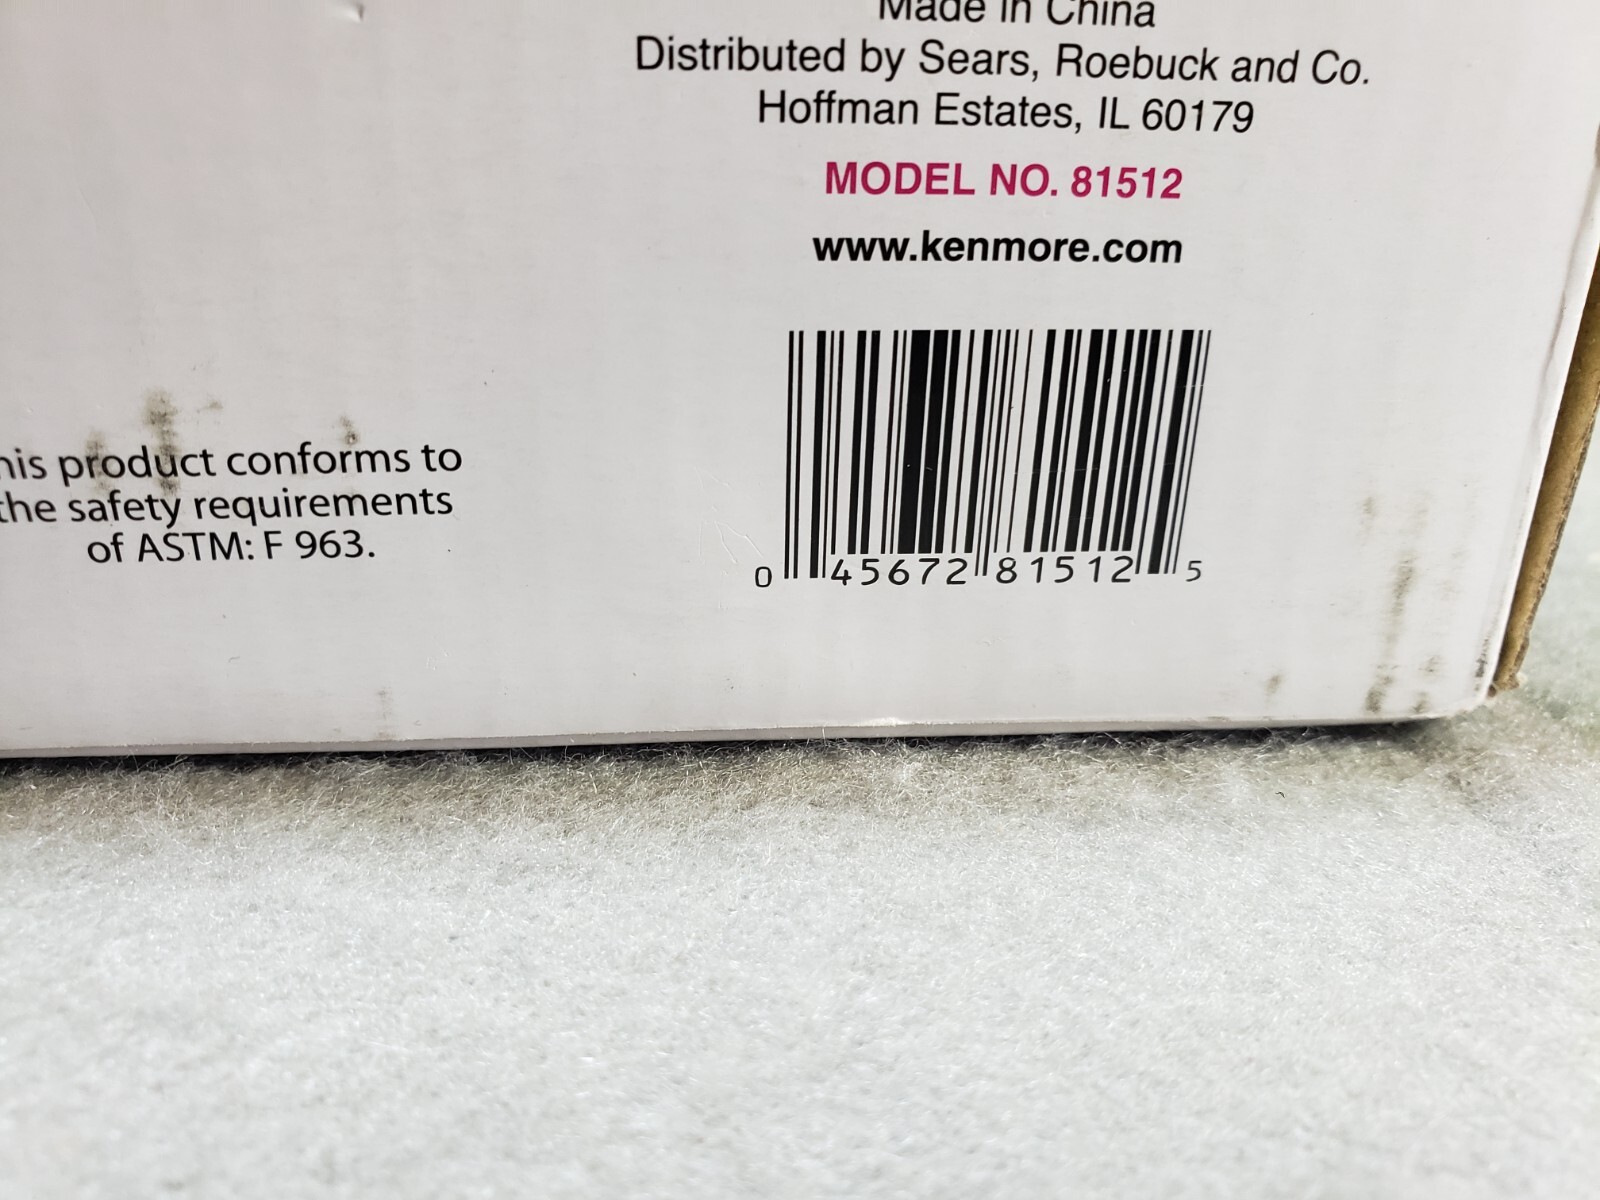 Made in China
Distributed by Sears, Roebuck and Co.
Hoffman Estates, IL 60179
MODEL NO. 81512
www.kenmore.com
his product conforms to
the safety requirements
of ASTM: F 963.
0 45672 81512 5